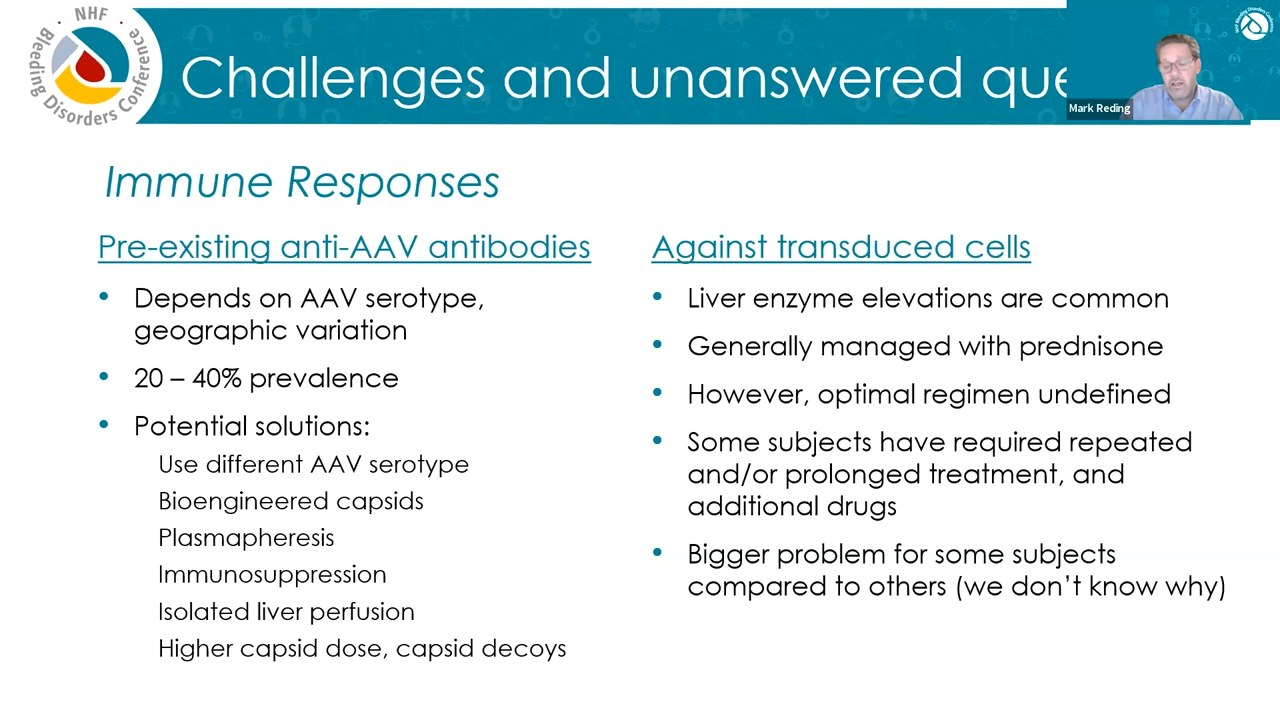 NHF
Bleeding Disorders Conference
Challenges and unanswered que
Mark Reding
Immune Responses
Pre-existing anti-AAV antibodies
• Depends on AAV serotype,
geographic variation
• 20 – 40% prevalence
• Potential solutions:
Use different AAV serotype
Bioengineered capsids
Plasmapheresis
Immunosuppression
Isolated liver perfusion
Higher capsid dose, capsid decoys
Against transduced cells
• Liver enzyme elevations are common
• Generally managed with prednisone
• However, optimal regimen undefined
• Some subjects have required repeated
and/or prolonged treatment, and
additional drugs
• Bigger problem for some subjects
compared to others (we don’t know why)